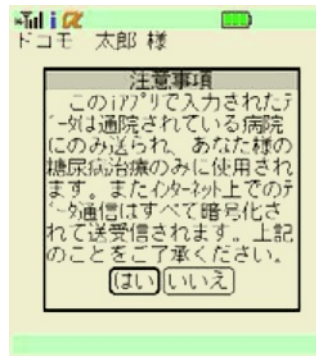 i α
ドコモ 太郎 様
注意事項
このｉｱﾌﾟﾘで入力されたﾃ
ﾞｰﾀは通院されている病院
にのみ送られ、あなた様の
糖尿病治療のみに使用され
ます。またｲﾝﾀｰﾈｯﾄ上でのﾃ
ﾞｰﾀ通信はすべて暗号化さ
れて送受信されます。上記
のことをご了承ください。
はい いいえ